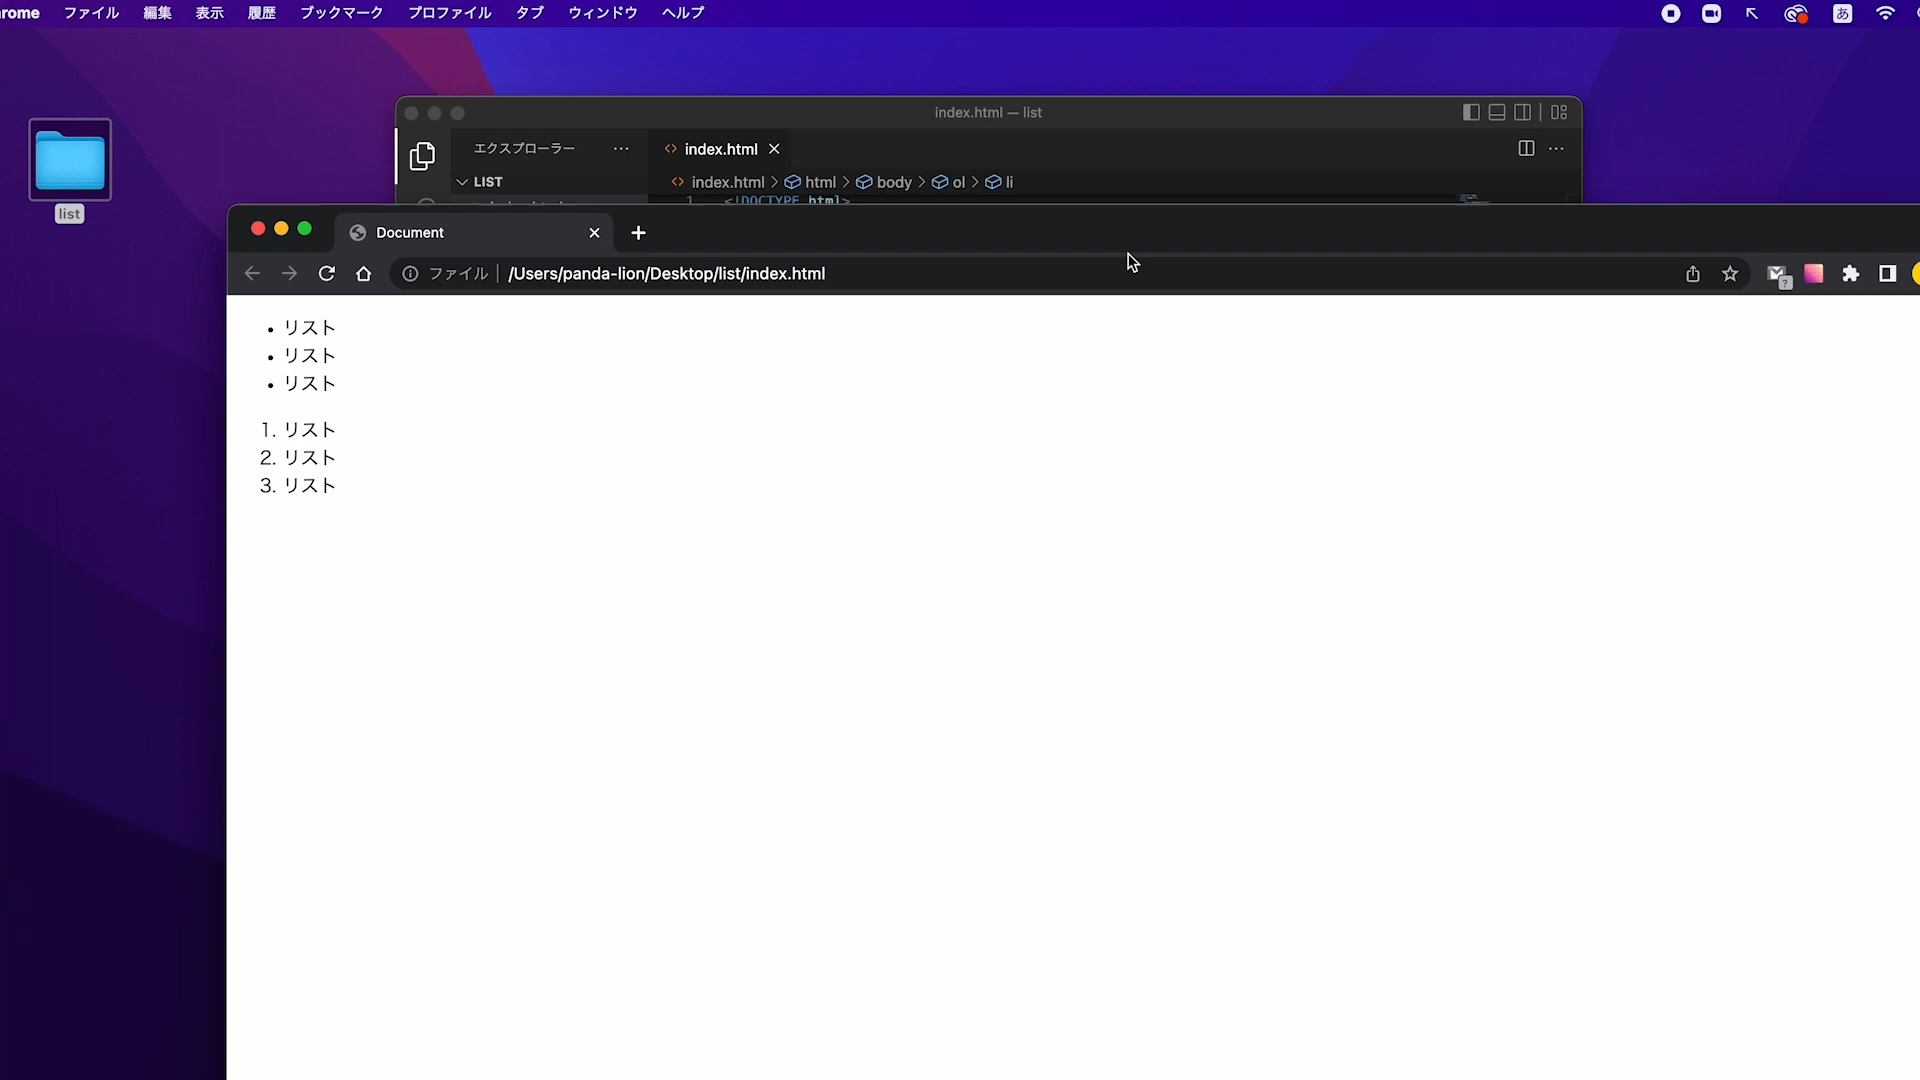 rome ファイル 編集 表示 履歴 ブックマーク プロファイル タブ ウィンドウ ヘルプ あ
list
index.html — list
エクスプローラー ··· index.html
LIST index.html > html > body > ol > li
1 <!DOCTYPE html>
Document
ファイル /Users/panda-lion/Desktop/list/index.html
• リスト
• リスト
• リスト
1. リスト
2. リスト
3. リスト